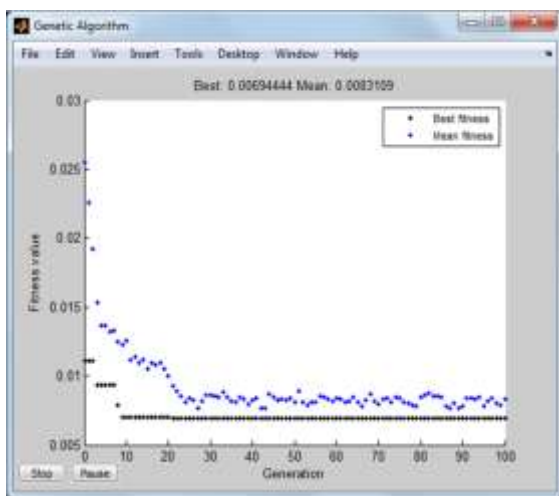 Genetic Algorithm
File Edit View Insert Tools Desktop Window Help
Best: 0.00694444 Mean: 0.0083109
0.03
Best fitness
Mean fitness
0.025
0.02
Fitness value
0.015
0.01
0.005
0 10 20 30 40 50 60 70 80 90 100
Stop Pause
Generation